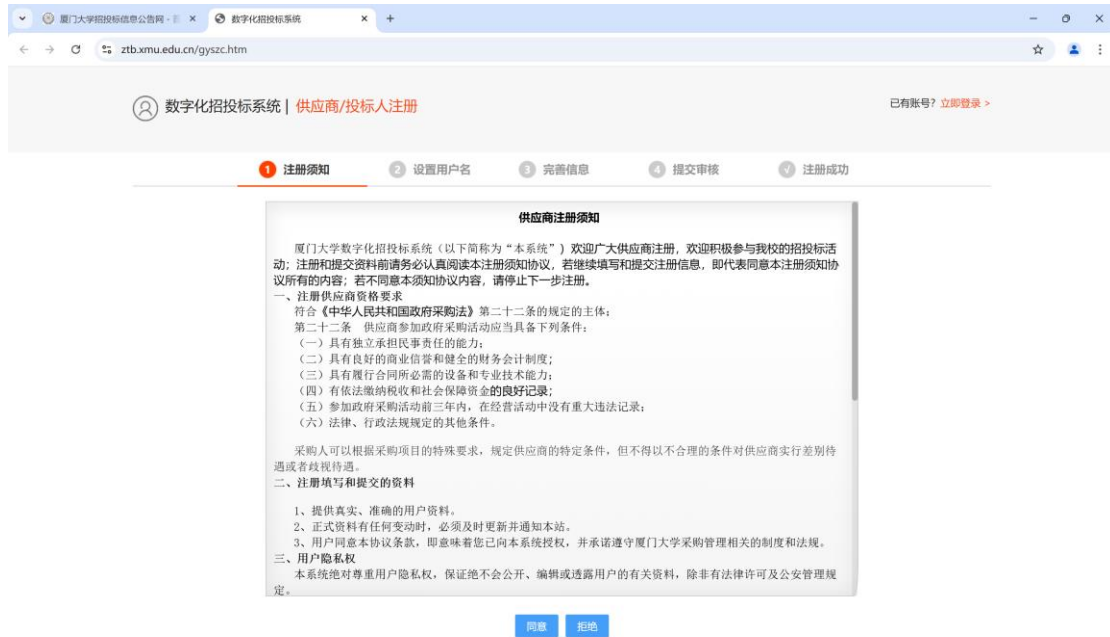 厦门大学招投标信息公告网 -
数字化招投标系统
ztb.xmu.edu.cn/gyszc.htm
数字化招投标系统 | 供应商/投标人注册
已有账号? 立即登录 >
1 注册须知 2 设置用户名 3 完善信息 4 提交审核 √ 注册成功
供应商注册须知
厦门大学数字化招投标系统（以下简称为“本系统”）欢迎广大供应商注册，欢迎积极参与我校的招投标活
动；注册和提交资料前请务必认真阅读本注册须知协议，若继续填写和提交注册信息，即代表同意本注册须知协
议所有的内容；若不同意本须知协议内容，请停止下一步注册。
一、注册供应商资格要求
符合《中华人民共和国政府采购法》第二十二条的规定的主体；
第二十二条 供应商参加政府采购活动应当具备下列条件：
（一）具有独立承担民事责任的能力；
（二）具有良好的商业信誉和健全的财务会计制度；
（三）具有履行合同所必需的设备和专业技术能力；
（四）有依法缴纳税收和社会保障资金的良好记录；
（五）参加政府采购活动前三年内，在经营活动中没有重大违法记录；
（六）法律、行政法规规定的其他条件。
采购人可以根据采购项目的特殊要求，规定供应商的特定条件，但不得以不合理的条件对供应商实行差别待
遇或者歧视待遇。
二、注册填写和提交的资料
1、提供真实、准确的用户资料。
2、正式资料有任何变动时，必须及时更新并通知本站。
3、用户同意本协议条款，即意味着您已向本系统授权，并承诺遵守厦门大学采购管理相关的制度和法规。
三、用户隐私权
本系统绝对尊重用户隐私权，保证绝不会公开、编辑或透露用户的有关资料，除非有法律许可及公安管理规
定。
同意 拒绝